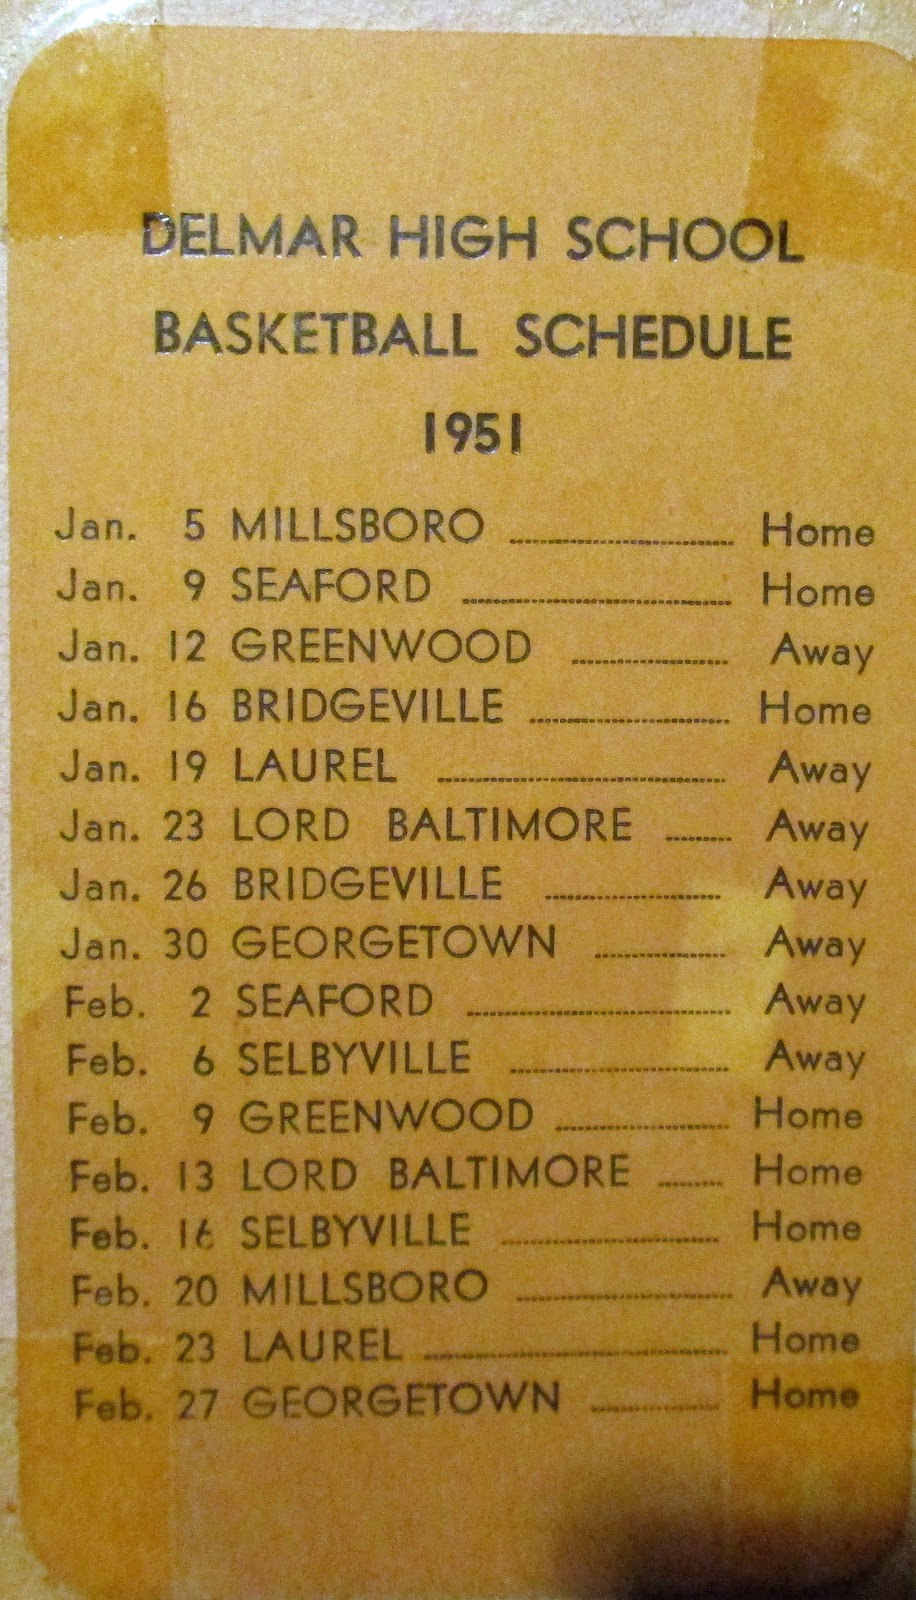 DELMAR HIGH SCHOOL
BASKETBALL SCHEDULE
1951
Jan. 5 MILLSBORO ........................ Home
Jan. 9 SEAFORD ........................ Home
Jan. 12 GREENWOOD ........................ Away
Jan. 16 BRIDGEVILLE ........................ Home
Jan. 19 LAUREL ........................ Away
Jan. 23 LORD BALTIMORE ........................ Away
Jan. 26 BRIDGEVILLE ........................ Away
Jan. 30 GEORGETOWN ........................ Away
Feb. 2 SEAFORD ........................ Away
Feb. 6 SELBYVILLE ........................ Away
Feb. 9 GREENWOOD ........................ Home
Feb. 13 LORD BALTIMORE ........................ Home
Feb. 16 SELBYVILLE ........................ Home
Feb. 20 MILLSBORO ........................ Away
Feb. 23 LAUREL ........................ Home
Feb. 27 GEORGETOWN ........................ Home